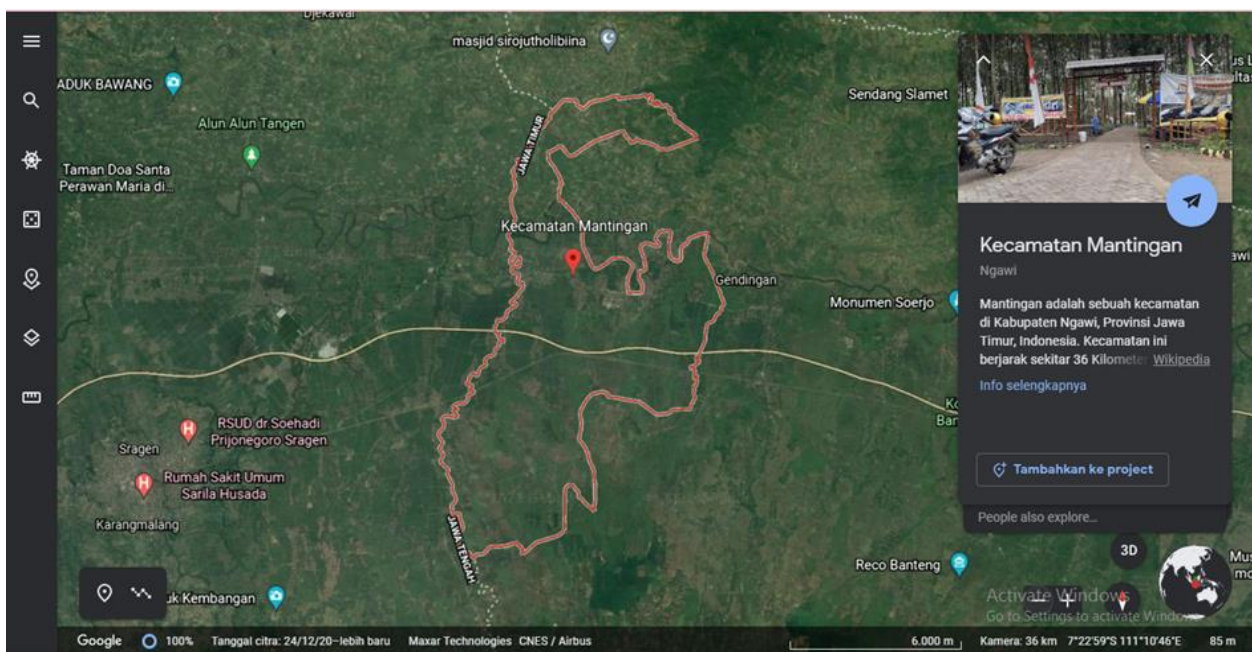 Djekawal
masjid sirojutholibiina
ADUK BAWANG
Sendang Slamet
Alun Alun Tangen
JAWA TIMUR
Taman Doa Santa
Perawan Maria di...
Kecamatan Mantingan
Gendingan
Monumen Soerjo
RSUD dr.Soehadi
Prijonegoro Sragen
Sragen
Rumah Sakit Umum
Sarila Husada
Karangmalang
JAWA TENGAH
Reco Banteng
uk Kembangan
Kecamatan Mantingan
Ngawi
Mantingan adalah sebuah kecamatan
di Kabupaten Ngawi, Provinsi Jawa
Timur, Indonesia. Kecamatan ini
berjarak sekitar 36 Kilometer Wikipedia
Info selengkapnya
Tambahkan ke project
People also explore...
3D
Activate Windows
Go to Settings to activate Windows.
Google 100% Tanggal citra: 24/12/20–lebih baru Maxar Technologies CNES / Airbus 6.000 m Kamera: 36 km 7°22'59"S 111°10'46"E 85 m